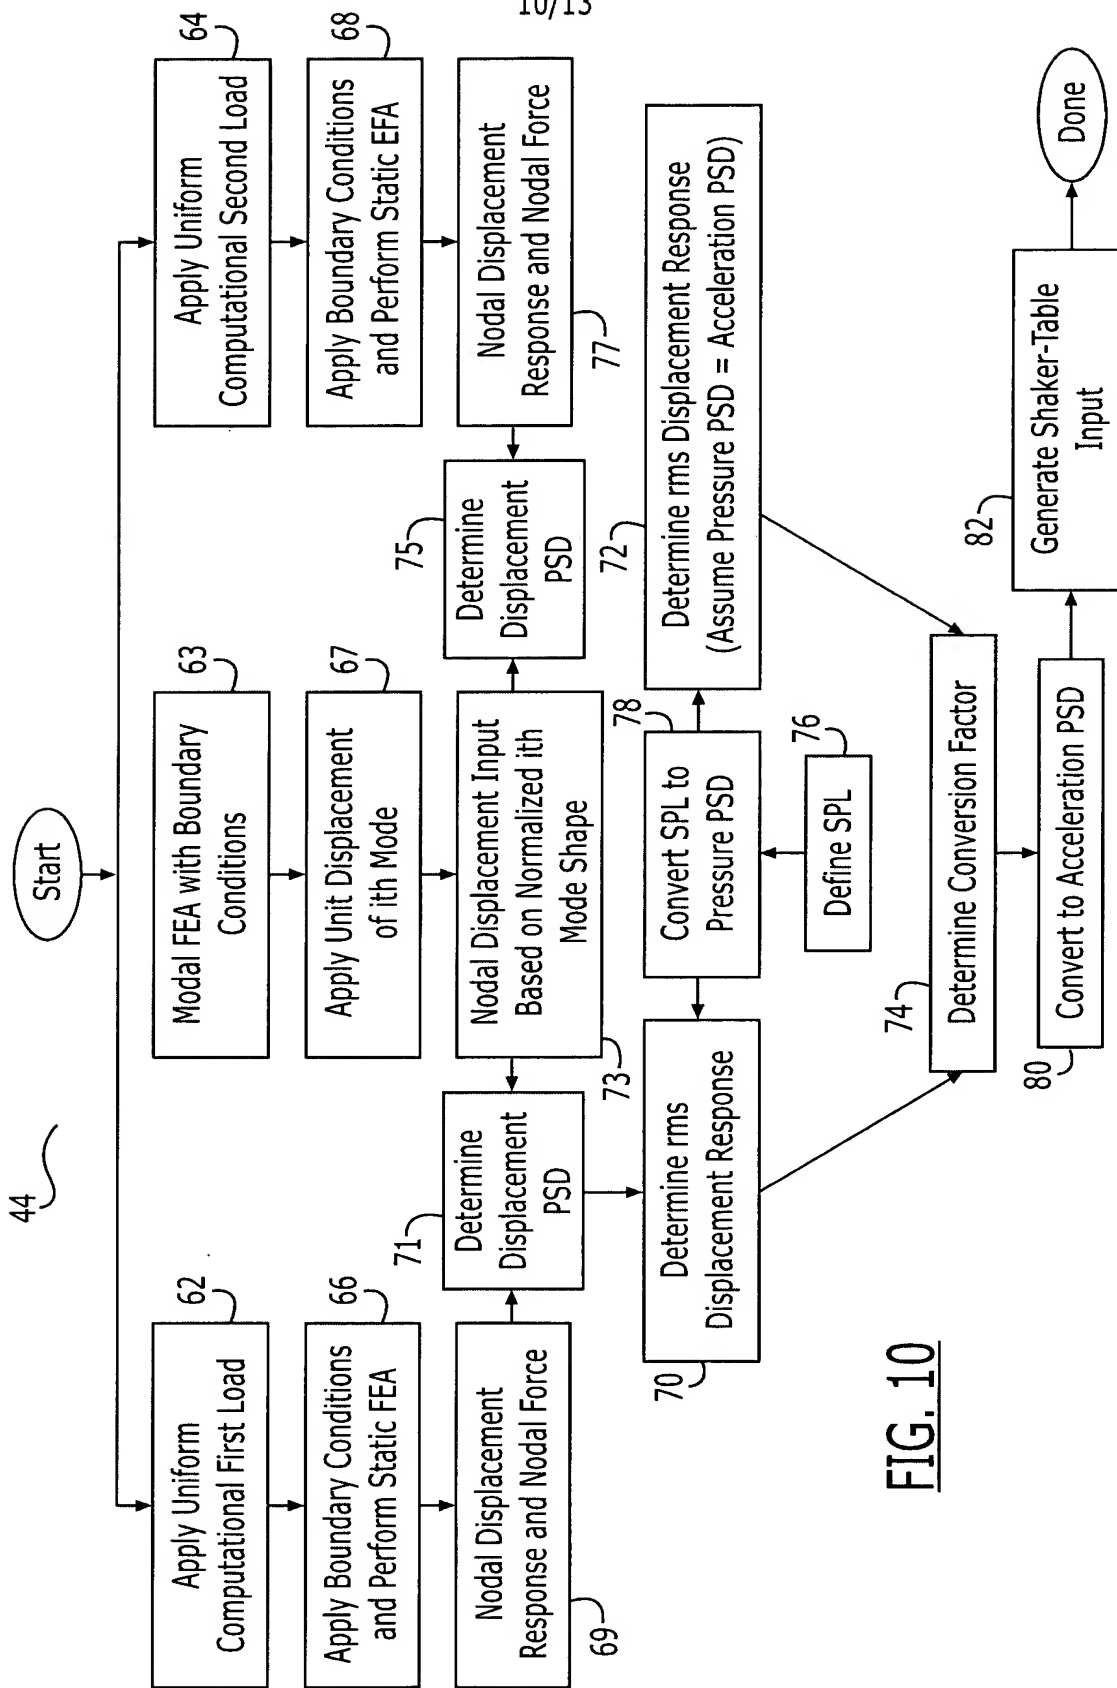 10/13
44
Start
62
Apply Uniform
Computational First Load
63
Modal FEA with Boundary
Conditions
64
Apply Uniform
Computational Second Load
66
Apply Boundary Conditions
and Perform Static FEA
67
Apply Unit Displacement
of ith Mode
68
Apply Boundary Conditions
and Perform Static EFA
Nodal Displacement
Response and Nodal Force
69
71
Determine
Displacement
PSD
Nodal Displacement Input
Based on Normalized ith
Mode Shape
73
75
Determine
Displacement
PSD
Nodal Displacement
Response and Nodal Force
77
Determine rms
Displacement Response
70
78
Convert SPL to
Pressure PSD
72
Determine rms Displacement Response
(Assume Pressure PSD = Acceleration PSD)
76
Define SPL
74
Determine Conversion Factor
80
Convert to Acceleration PSD
82
Generate Shaker-Table
Input
Done
FIG. 10